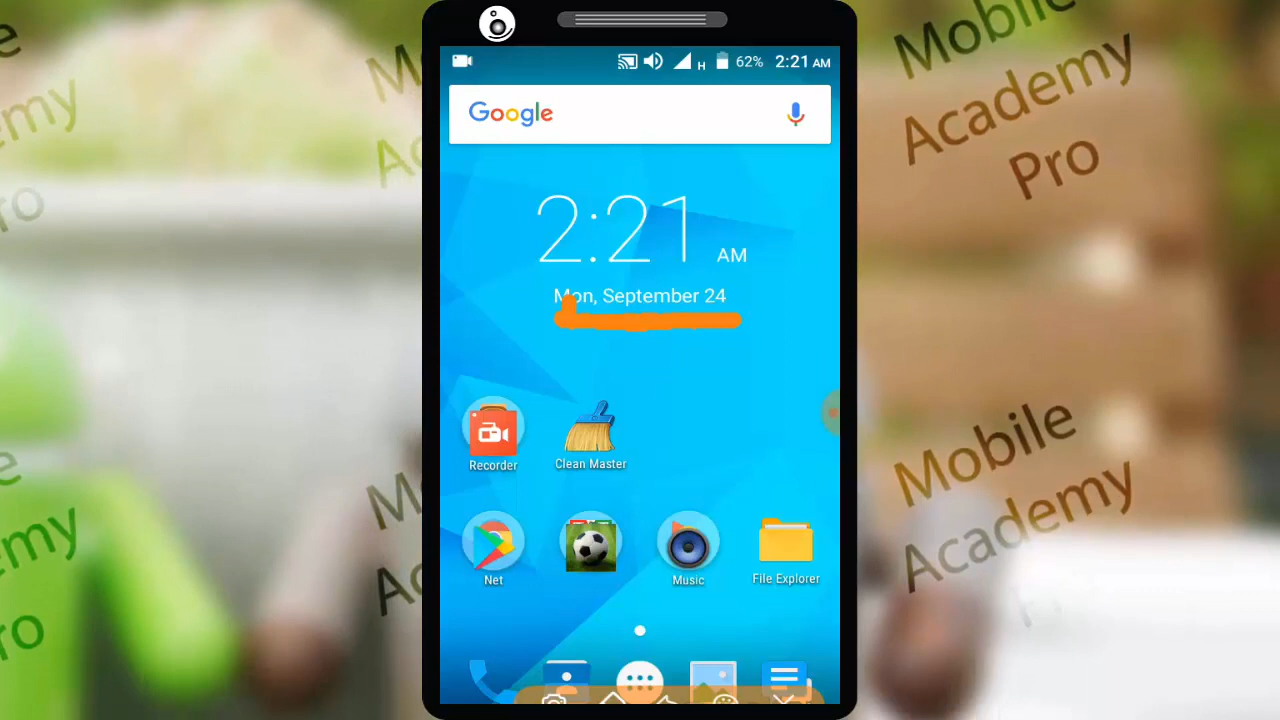 Mobile
Academy
Pro
H 62% 2:21 AM
Google
2:21 AM
Mon, September 24
Recorder
Clean Master
Net
Music
File Explorer
Mobile
Academy